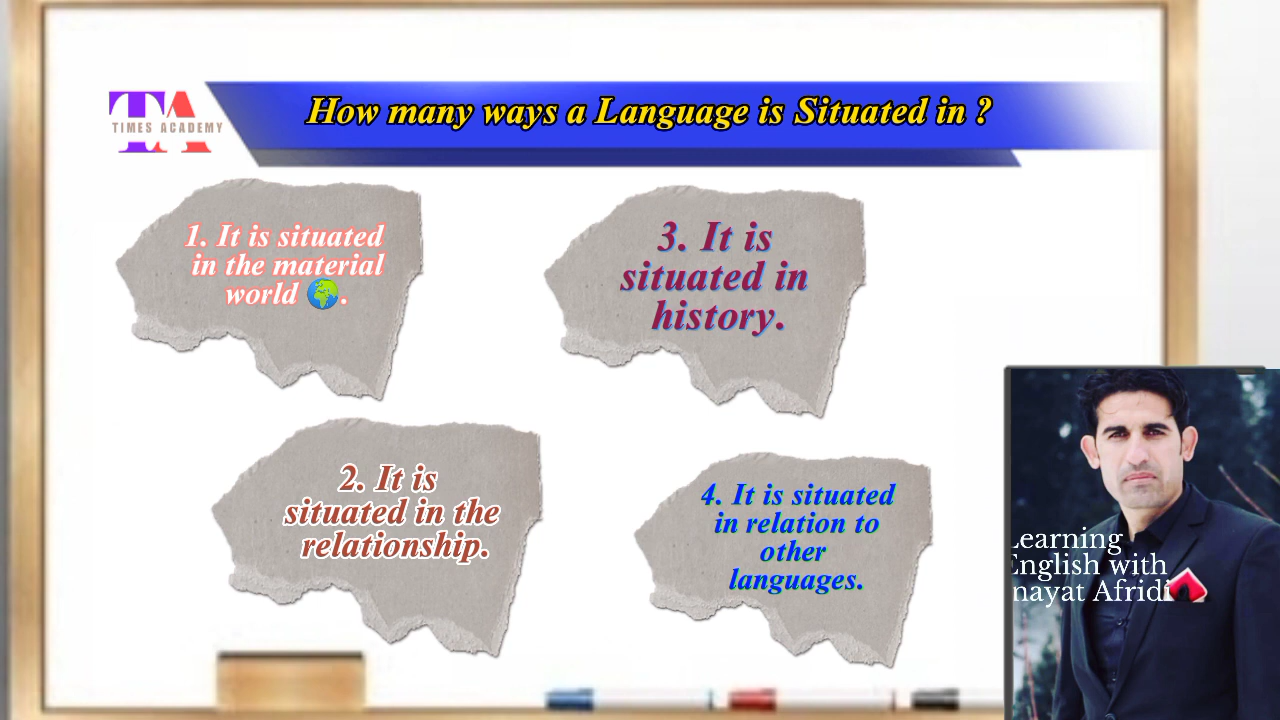 TA
TIMES ACADEMY
How many ways a Language is Situated in ?
1. It is situated
in the material
world 🌍.
2. It is
situated in the
relationship.
3. It is
situated in
history.
4. It is situated
in relation to
other
languages.
Learning
English with
nayat Afridi